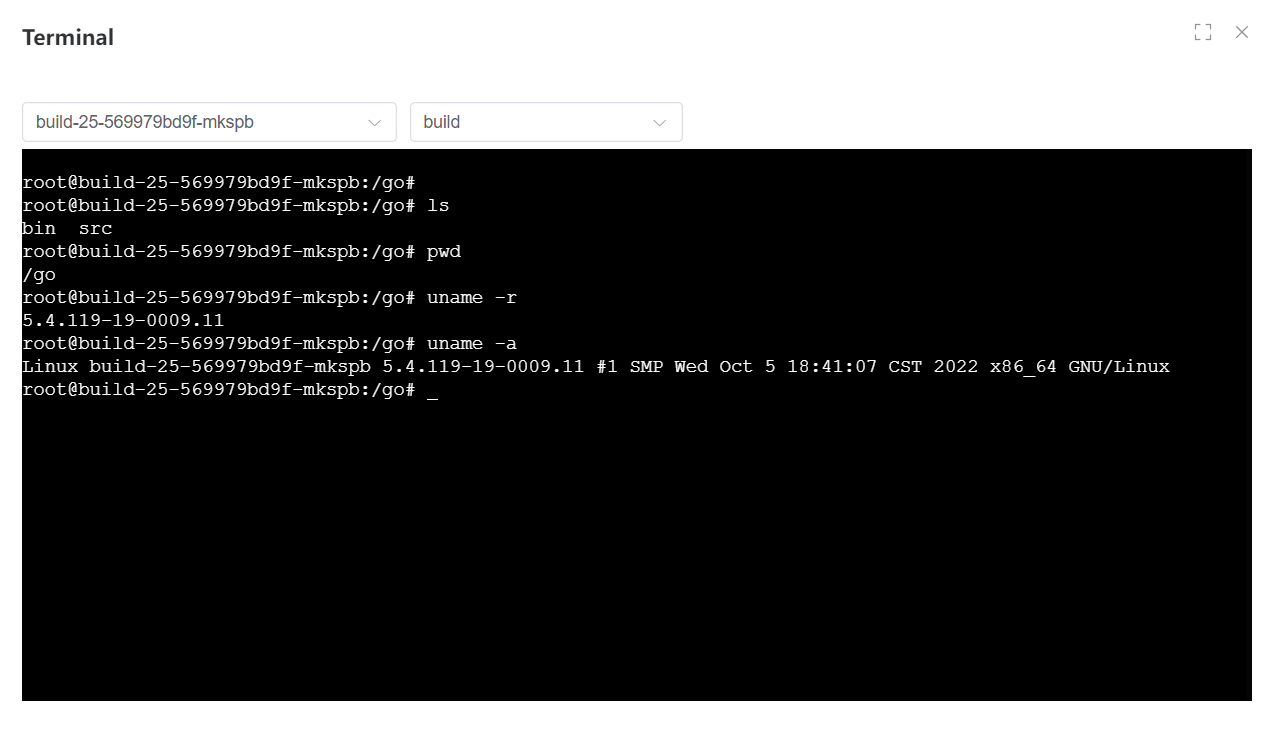 Terminal
build-25-569979bd9f-mkspb
build
root@build-25-569979bd9f-mkspb:/go#
root@build-25-569979bd9f-mkspb:/go# ls
bin  src
root@build-25-569979bd9f-mkspb:/go# pwd
/go
root@build-25-569979bd9f-mkspb:/go# uname -r
5.4.119-19-0009.11
root@build-25-569979bd9f-mkspb:/go# uname -a
Linux build-25-569979bd9f-mkspb 5.4.119-19-0009.11 #1 SMP Wed Oct 5 18:41:07 CST 2022 x86_64 GNU/Linux
root@build-25-569979bd9f-mkspb:/go# _